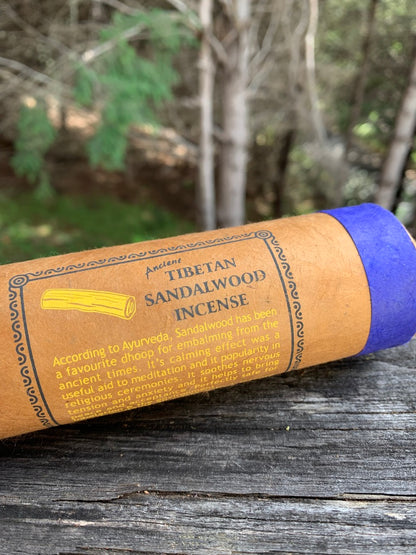 Ancient
TIBETAN
SANDALWOOD
INCENSE
According to Ayurveda, Sandalwood has been
a favourite dhoop for embalming from the
ancient times. It's calming effect was a
useful aid to meditation and it popularity in
religious ceremonies. It soothes nervous
tension and anxiety and it helps to bring